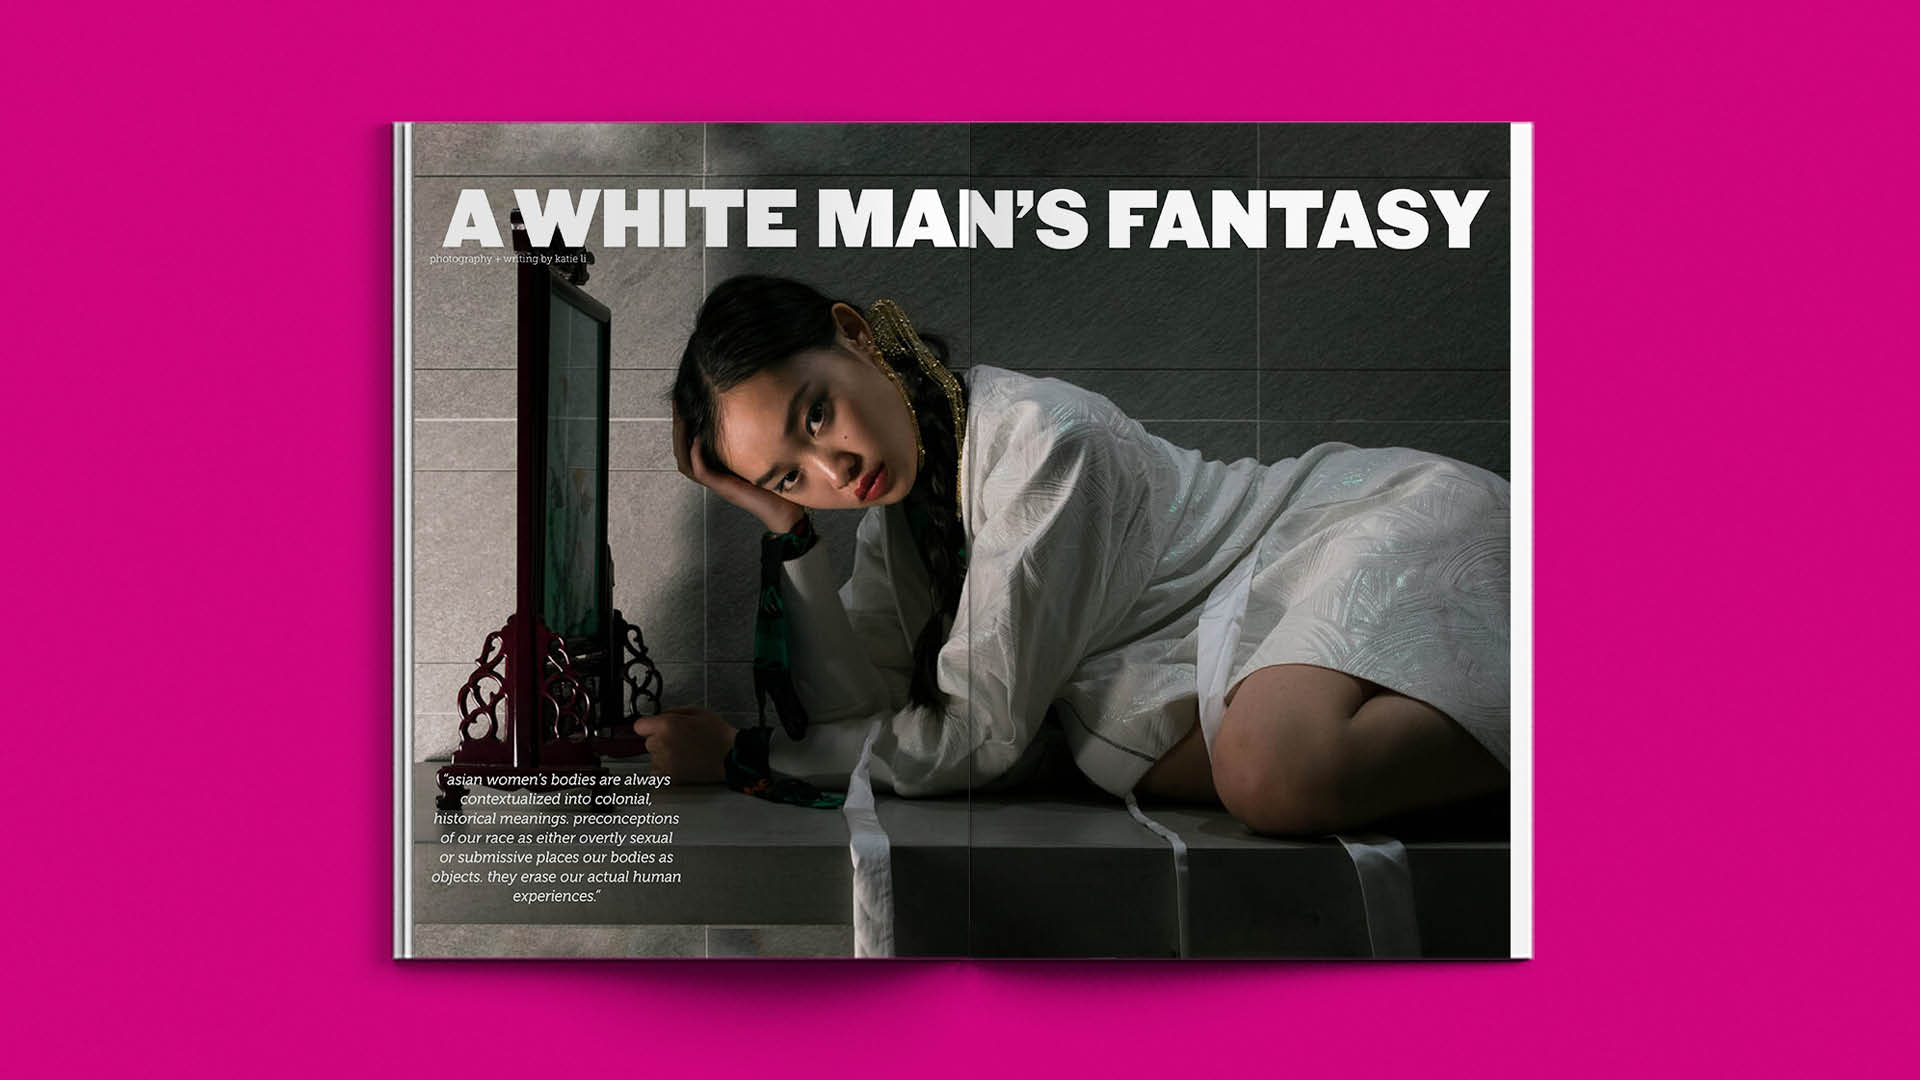 A WHITE MAN'S FANTASY
photography + writing by katie li
"asian women's bodies are always
contextualized into colonial,
historical meanings. preconceptions
of our race as either overtly sexual
or submissive places our bodies as
objects. they erase our actual human
experiences."